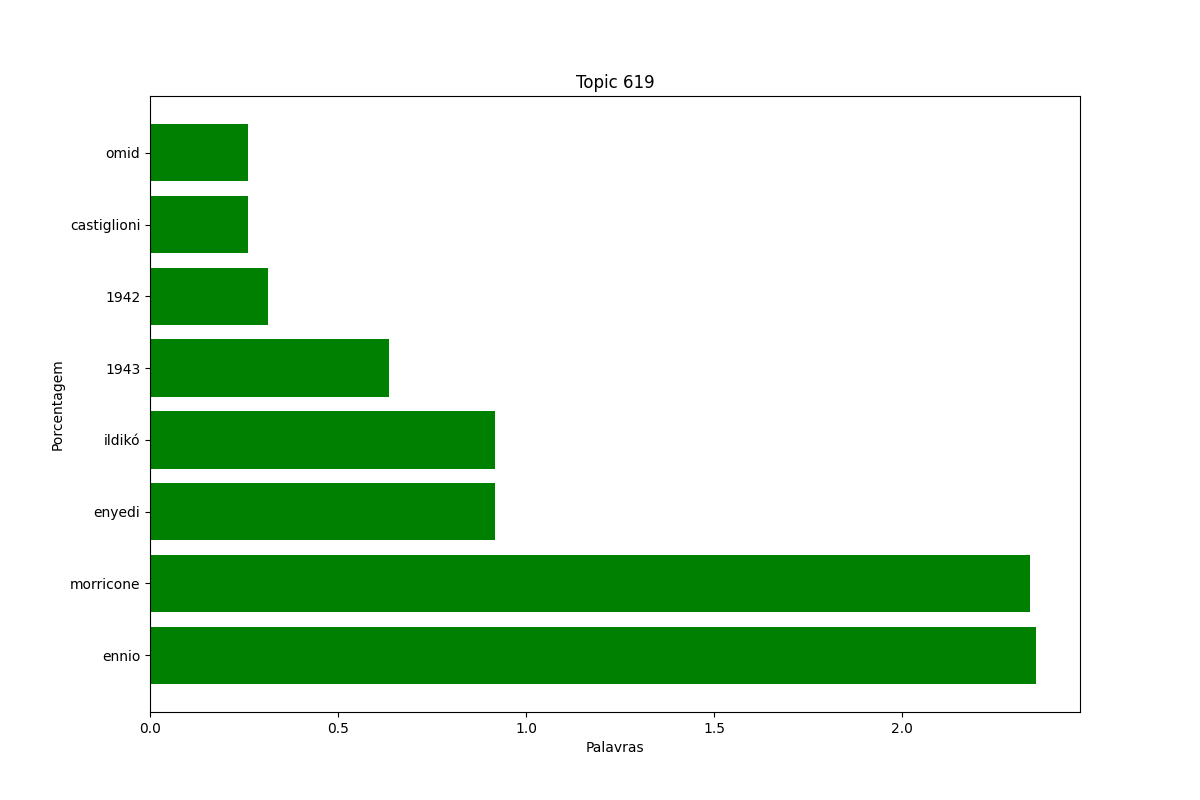 Topic 619
omid
castiglioni
1942
1943
ildikó
enyedi
morricone
ennio
Porcentagem
0.0 0.5 1.0 1.5 2.0
Palavras